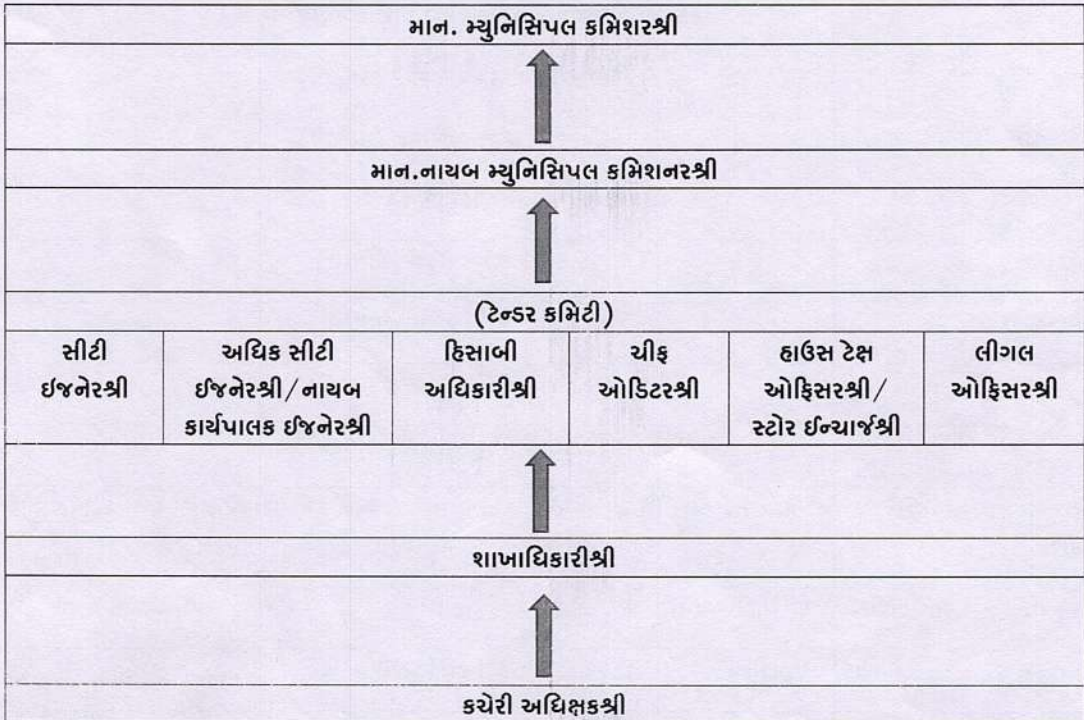 માન. મ્યુનિસિપલ કમિશરશ્રી
માન.નાયબ મ્યુનિસિપલ કમિશનરશ્રી
(ટેન્ડર કમિટી)
સીટી
ઇજનેરશ્રી
અધિક સીટી
ઈજનેરશ્રી/નાયબ
કાર્યપાલક ઈજનેરશ્રી
હિસાબી
અધિકારીશ્રી
ચીફ
ઓડિટરશ્રી
હાઉસ ટેક્ષ
ઓફિસરશ્રી/
સ્ટોર ઈન્ચાર્જશ્રી
લીગલ
ઓફિસરશ્રી
શાખાધિકારીશ્રી
કચેરી અધિક્ષકશ્રી